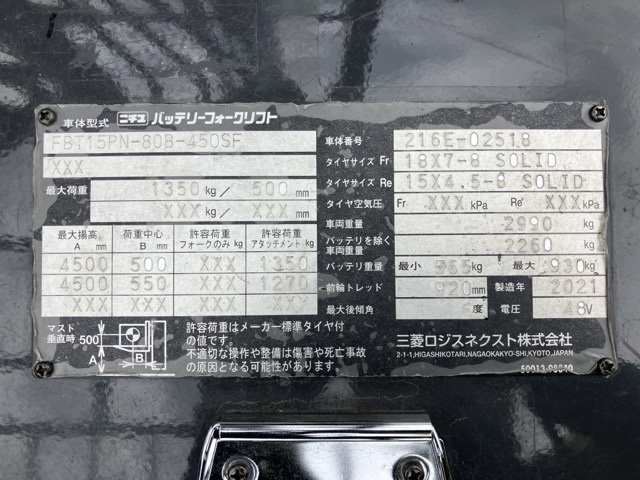 車体型式 ニチユ バッテリーフォークリフト
FBT15PN-80B-450SF
XXX
最大荷重 1350 kg/ 500 mm
XXX kg/ XXX mm
最大揚高 A mm 荷重中心 B mm 許容荷重 フォークのみ kg 許容荷重 アタッチメント kg
4500 500 XXX 1350
4500 550 XXX 1270
XXX XXX XXX XXX
マスト垂直時 500 A B
許容荷重はメーカー標準タイヤ付
の値です。
不適切な操作や整備は傷害や死亡事故
の原因となる可能性があります。
車体番号 216E-02518
タイヤサイズ Fr 18X7-8 SOLID
タイヤサイズ Re 15X4.5-8 SOLID
タイヤ空気圧 Fr XXX kPa Re XXX kPa
車両重量 2990 kg
バッテリを除く車両重量 2260 kg
バッテリ重量 最小 kg 最大 930 kg
前輪トレッド 920 mm 製造年 2021
最大後傾角 度 電圧 48 V
三菱ロジスネクスト株式会社
2-1-1,HIGASHIKOTARI,NAGAOKAKYO-SHI,KYOTO,JAPAN